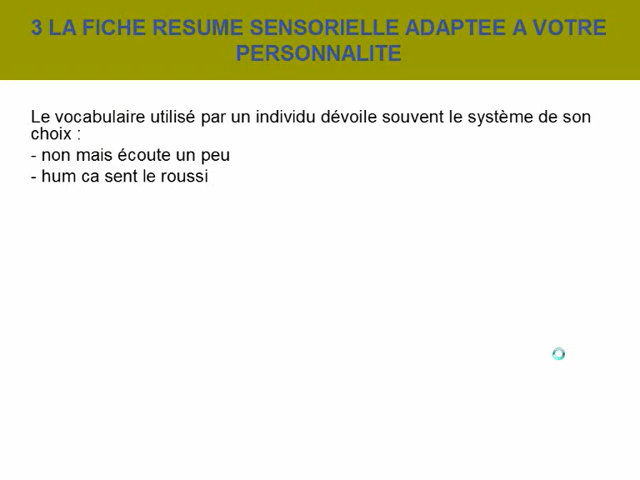 3 LA FICHE RESUME SENSORIELLE ADAPTEE A VOTRE
PERSONNALITE
Le vocabulaire utilisé par un individu dévoile souvent le système de son
choix :
- non mais écoute un peu
- hum ca sent le roussi